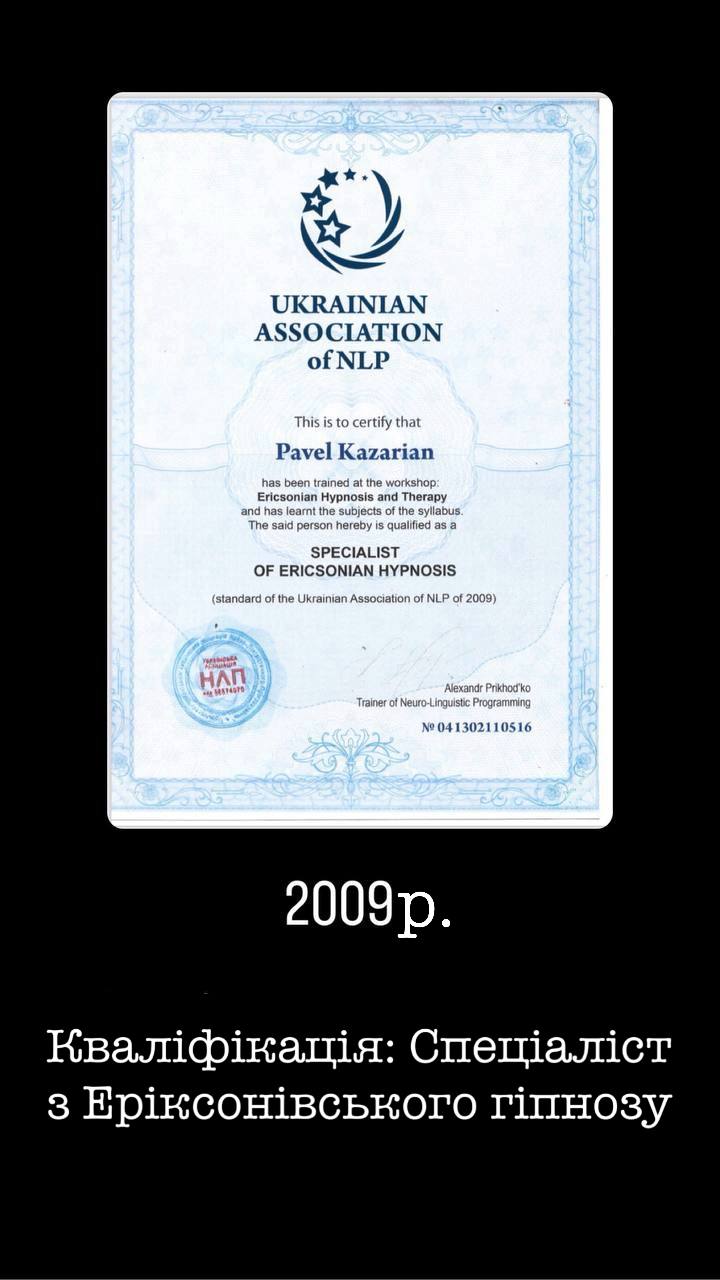 UKRAINIAN
ASSOCIATION
of NLP
This is to certify that
Pavel Kazarian
has been trained at the workshop:
Ericsonian Hypnosis and Therapy
and has learnt the subjects of the syllabus.
The said person hereby is qualified as a
SPECIALIST
OF ERICSONIAN HYPNOSIS
(standard of the Ukrainian Association of NLP of 2009)
УКРАЇНСЬКА
АСОЦІАЦІЯ
НЛП
Alexandr Prikhod'ko
Trainer of Neuro-Linguistic Programming
№ 041302110516
2009р.
Кваліфікація: Спеціаліст
з Еріксонівського гіпнозу